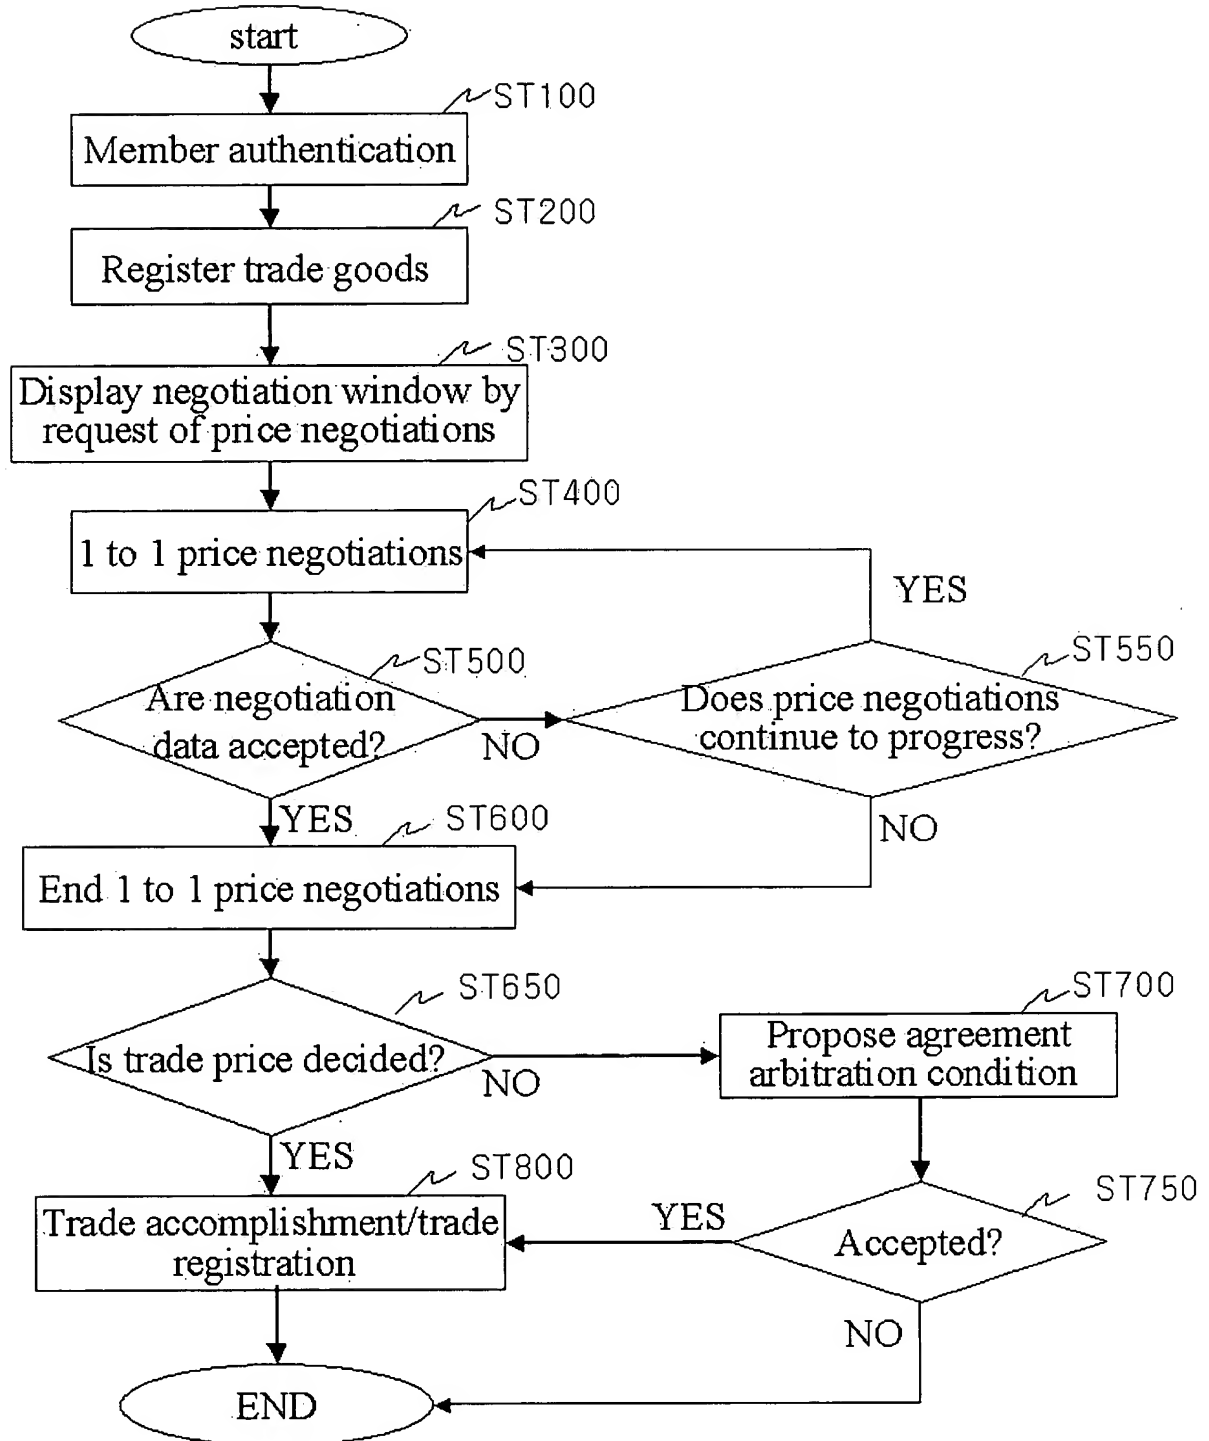 start
ST100
Member authentication
ST200
Register trade goods
ST300
Display negotiation window by
request of price negotiations
ST400
1 to 1 price negotiations
YES
ST500
ST550
Are negotiation
data accepted?
NO
Does price negotiations
continue to progress?
YES
ST600
NO
End 1 to 1 price negotiations
ST650
ST700
Is trade price decided?
NO
Propose agreement
arbitration condition
YES
ST800
ST750
Trade accomplishment/trade
registration
YES
Accepted?
NO
END